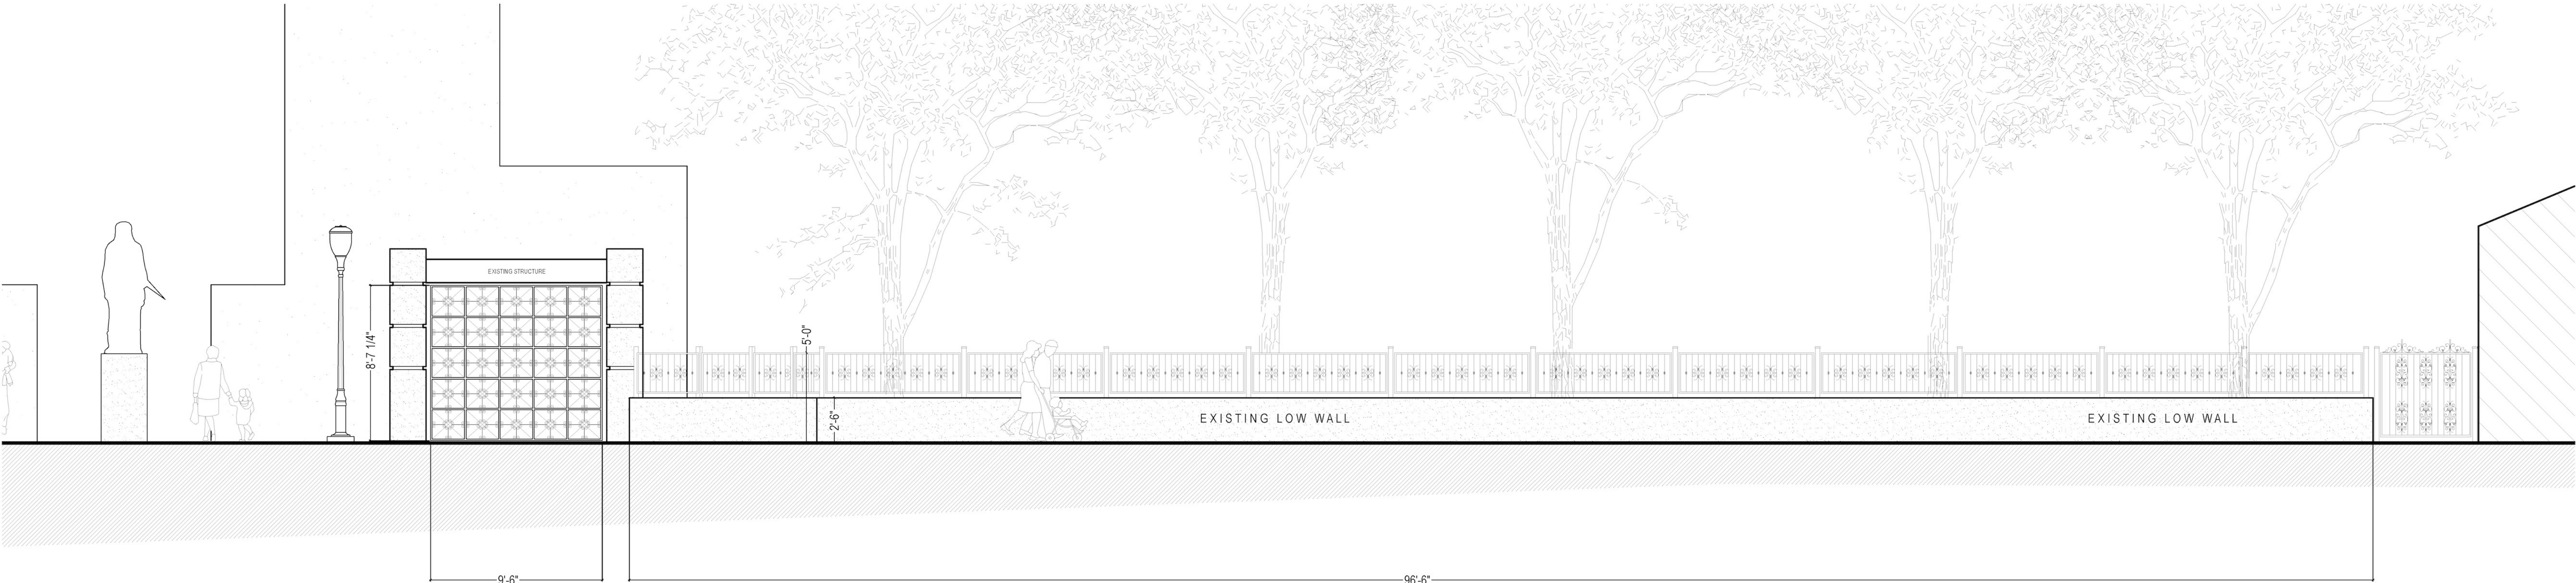 EXISTING STRUCTURE
8'-7 1/4"
5'-0"
2'-6"
EXISTING LOW WALL
EXISTING LOW WALL
9'-6"
96'-6"